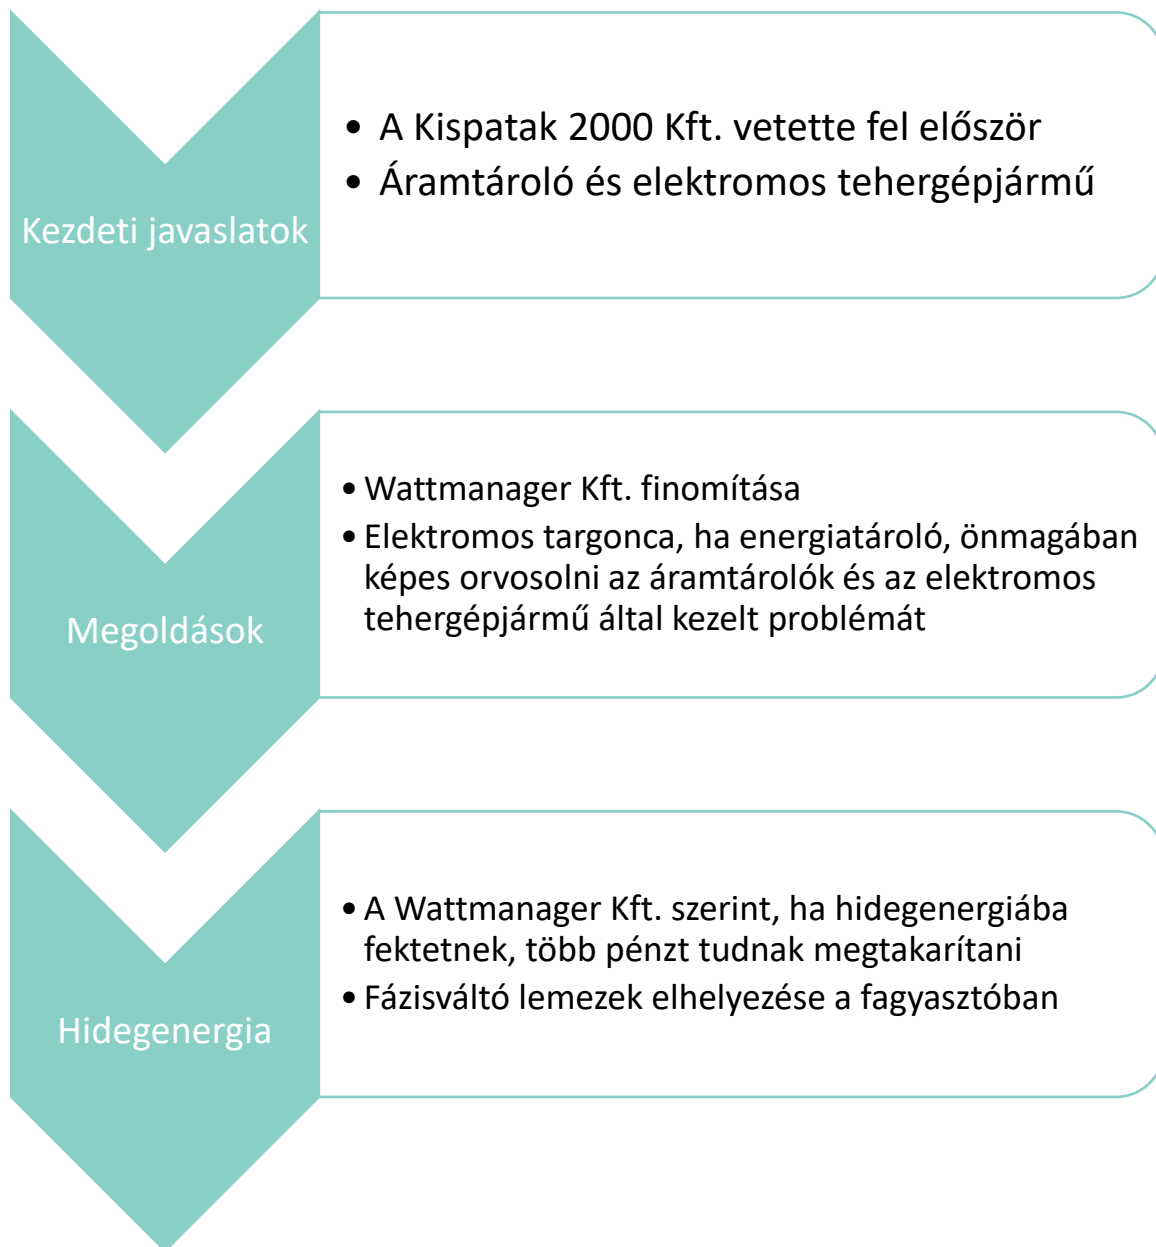 Kezdeti javaslatok
• A Kispatak 2000 Kft. vetette fel először
• Áramtároló és elektromos tehergépjármű
Megoldások
• Wattmanager Kft. finomítása
• Elektromos targonca, ha energiatároló, önmagában
képes orvosolni az áramtárolók és az elektromos
tehergépjármű által kezelt problémát
Hidegenergia
• A Wattmanager Kft. szerint, ha hidegenergiába
fektetnek, több pénzt tudnak megtakarítani
• Fázisváltó lemezek elhelyezése a fagyasztóban